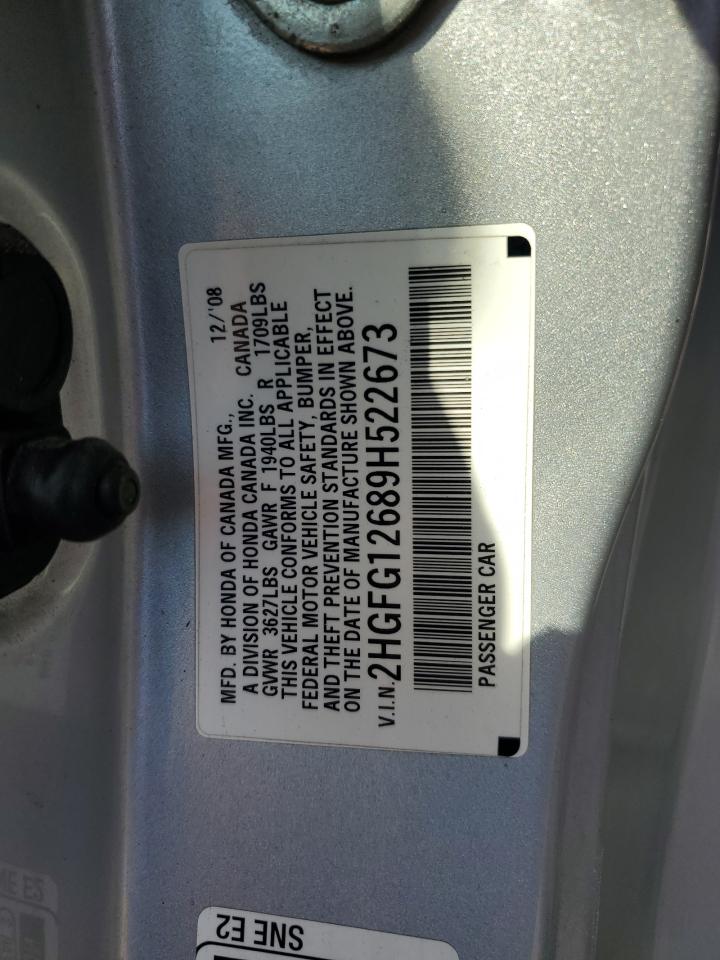 MFD. BY HONDA OF CANADA MFG., 12/'08
A DIVISION OF HONDA CANADA INC. CANADA
GVWR 3627LBS GAWR F 1940LBS R 1709LBS
THIS VEHICLE CONFORMS TO ALL APPLICABLE
FEDERAL MOTOR VEHICLE SAFETY, BUMPER,
AND THEFT PREVENTION STANDARDS IN EFFECT
ON THE DATE OF MANUFACTURE SHOWN ABOVE.
V.I.N. 2HGFG12689H522673
PASSENGER CAR
SNE E2